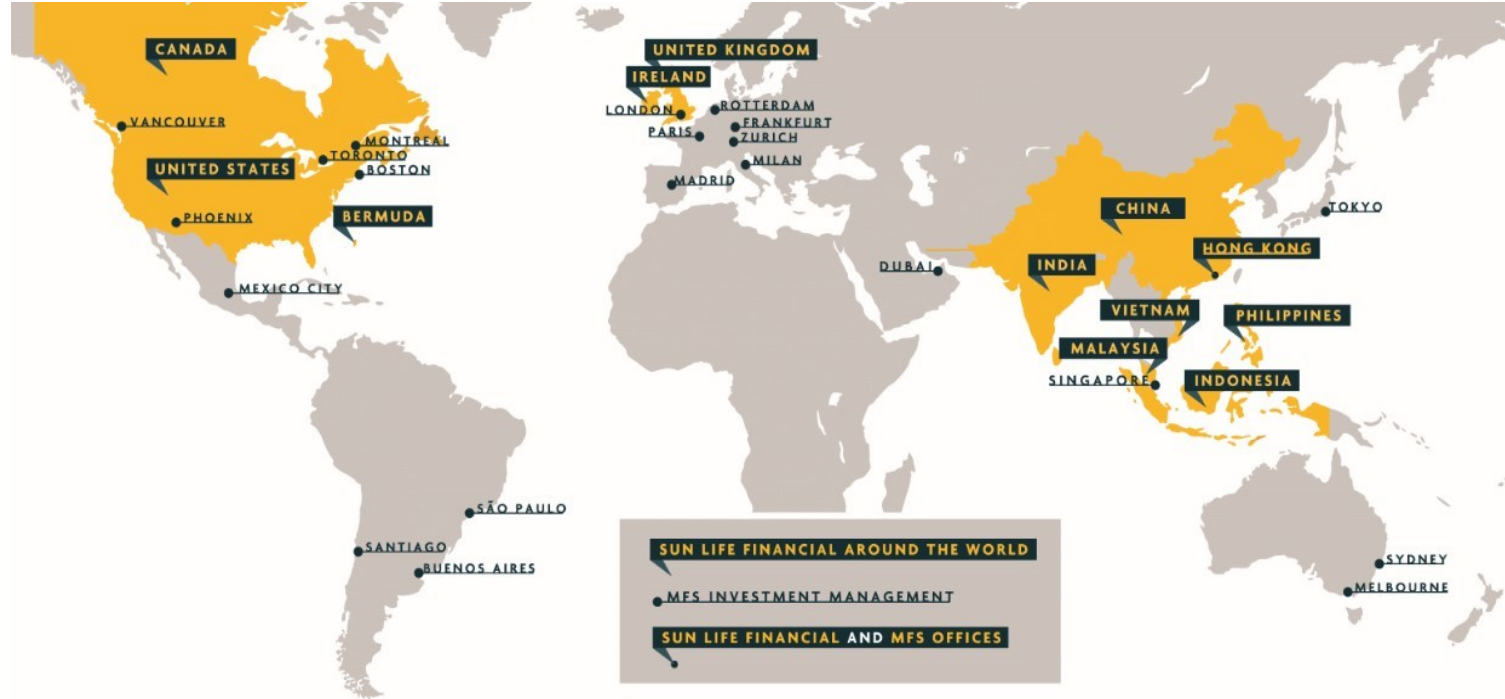 CANADA
VANCOUVER
MONTREAL
TORONTO
UNITED STATES
BOSTON
PHOENIX
BERMUDA
MEXICO CITY
SÃO PAULO
SANTIAGO
BUENOS AIRES
UNITED KINGDOM
IRELAND
LONDON
ROTTERDAM
FRANKFURT
PARIS
ZURICH
MILAN
MADRID
DUBAI
CHINA
TOKYO
HONG KONG
INDIA
VIETNAM
PHILIPPINES
MALAYSIA
SINGAPORE
INDONESIA
SYDNEY
MELBOURNE
SUN LIFE FINANCIAL AROUND THE WORLD
MFS INVESTMENT MANAGEMENT
SUN LIFE FINANCIAL AND MFS OFFICES